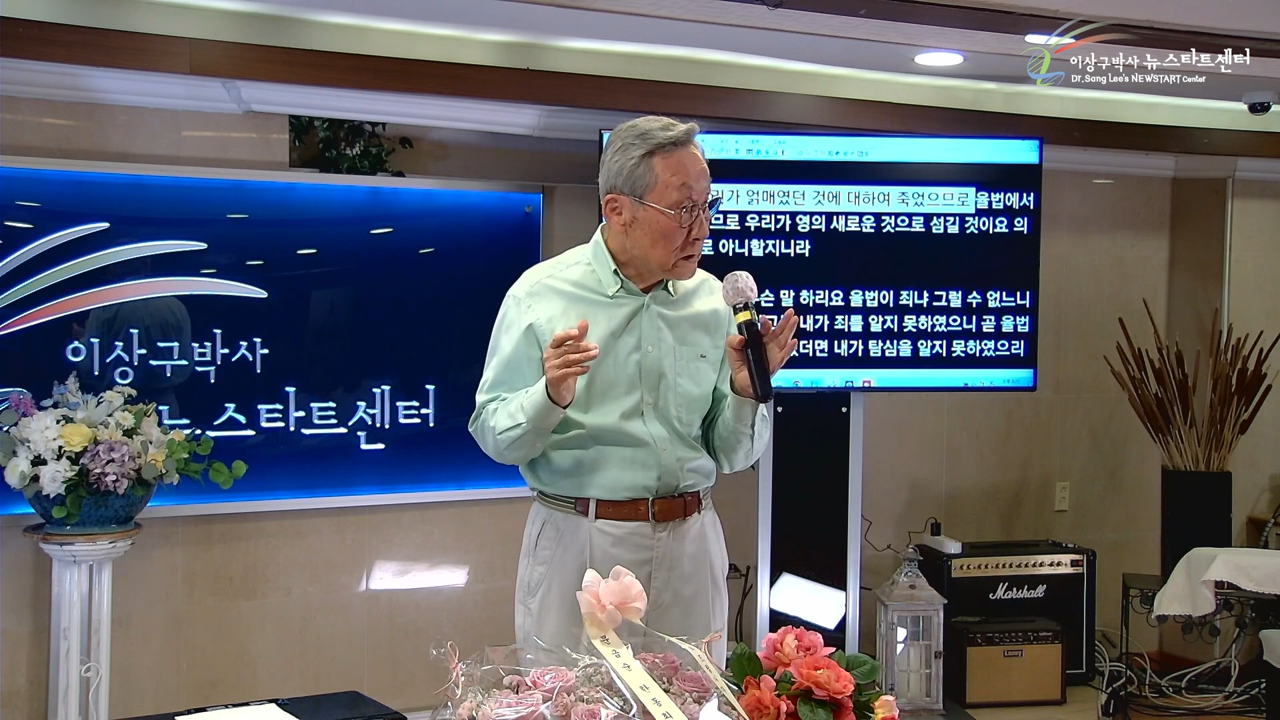 이상구박사 뉴스타트센터
Dr. Sang Lee's NEWSTART Center
가 얽매였던 것에 대하여 죽었으므로 율법에서
므로 우리가 영의 새로운 것으로 섬길 것이요 의
로 아니할지니라
슨 말 하리요 율법이 죄냐 그럴 수 없느니
내가 죄를 알지 못하였으니 곧 율법
더면 내가 탐심을 알지 못하였으리
이상구박사
뉴스타트센터
Marshall
Laney